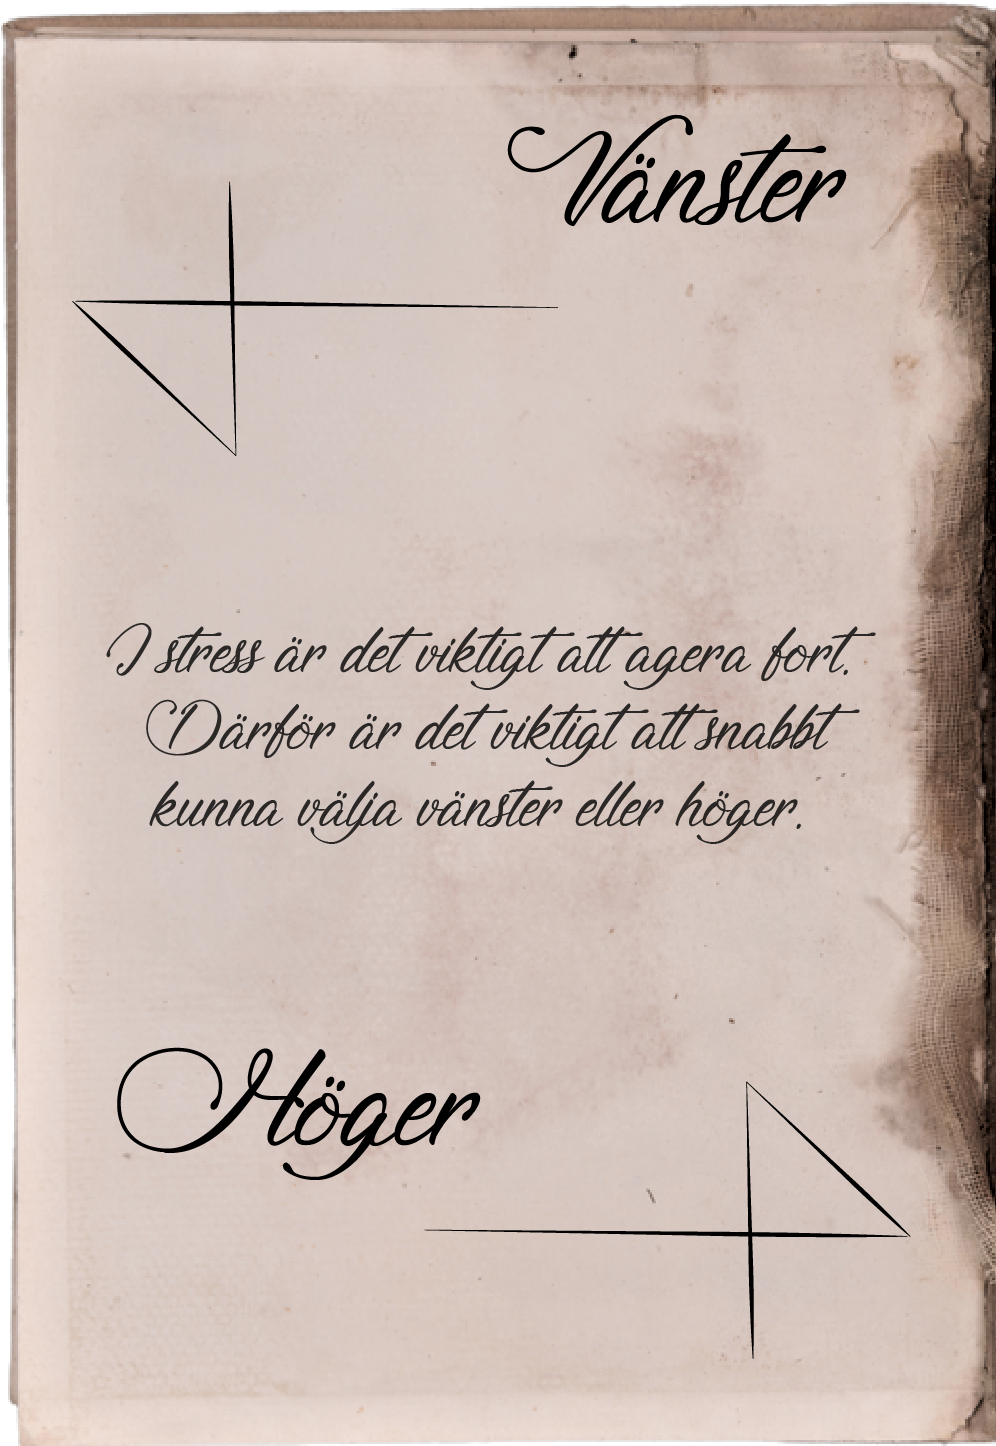 Vänster
I stress är det viktigt att agera fort.
Därför är det viktigt att snabbt
kunna välja vänster eller höger.
Höger